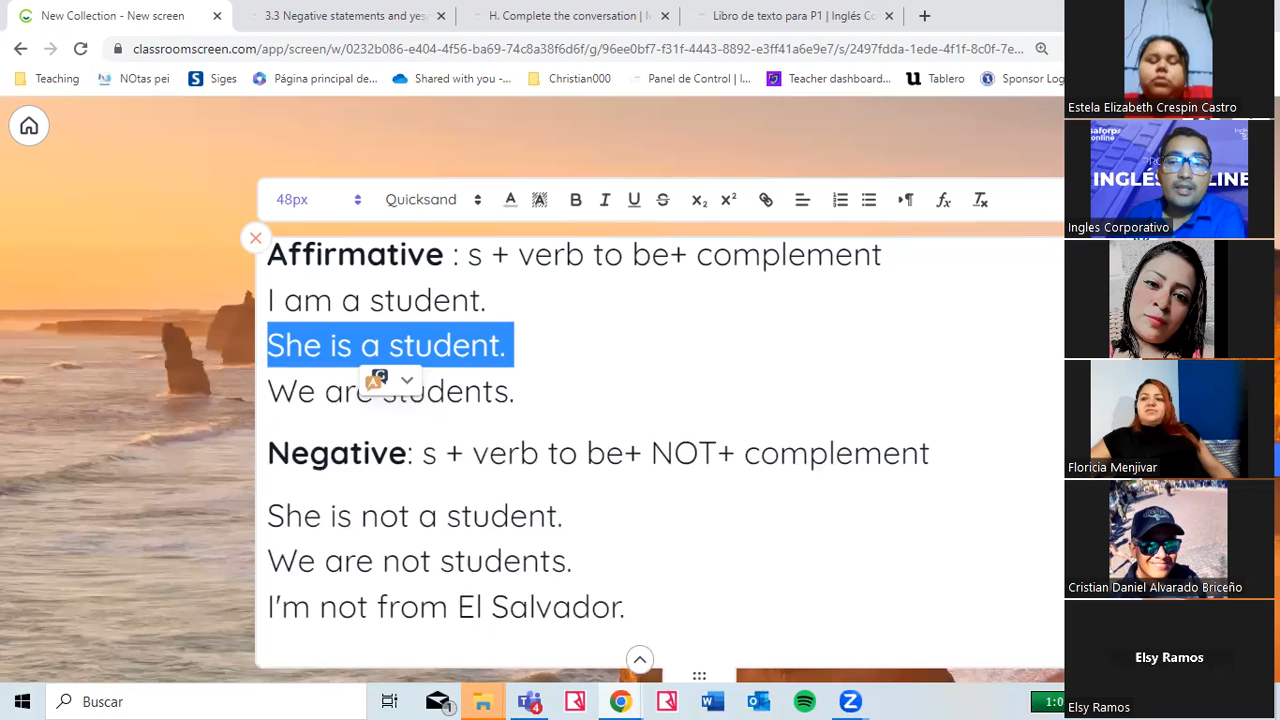 New Collection - New screen
3.3 Negative statements and yes
H. Complete the conversation | M
Libro de texto para P1 | Inglés Co
classroomscreen.com/app/screen/w/0232b086-e404-4f56-ba69-74c8a38f6d6f/g/96ee0bf7-f31f-4443-8892-e3ff41a6e9e7/s/2497fdda-1ede-4f1f-8c0f-7e...
Teaching
NOtas pei
Siges
Página principal de...
Shared with you -...
Christian000
Panel de Control | I...
Teacher dashboard...
Tablero
Sponsor Log
48px
Quicksand
Affirmative : s + verb to be+ complement
I am a student.
She is a student.
We are students.
Negative: s + verb to be+ NOT+ complement
She is not a student.
We are not students.
I'm not from El Salvador.
Estela Elizabeth Crespin Castro
INGLÉS
LINE
Ingles Corporativo
Floricia Menjivar
Cristian Daniel Alvarado Briceño
Elsy Ramos
Elsy Ramos
Buscar
1:0